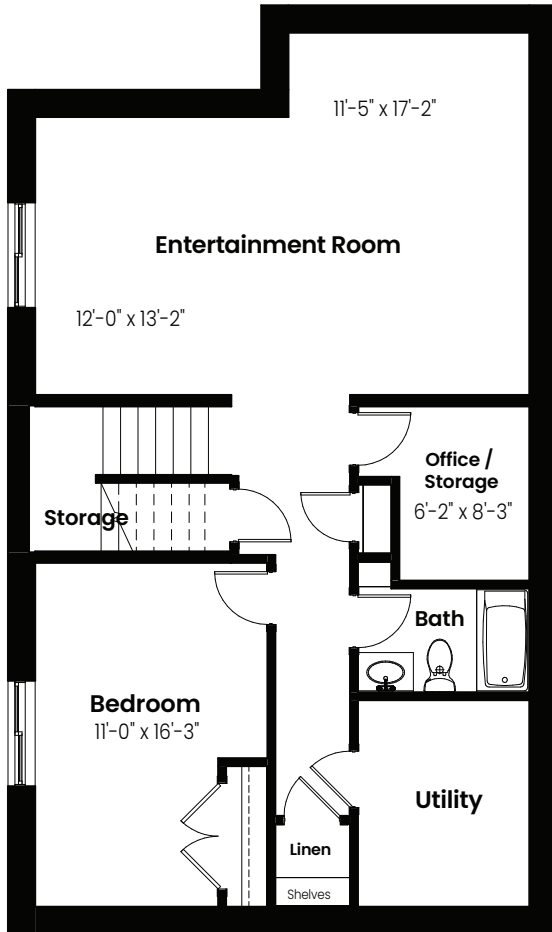 11'-5" x 17'-2"
Entertainment Room
12'-0" x 13'-2"
Office /
Storage
6'-2" x 8'-3"
Storage
Bath
Bedroom
11'-0" x 16'-3"
Utility
Linen
Shelves